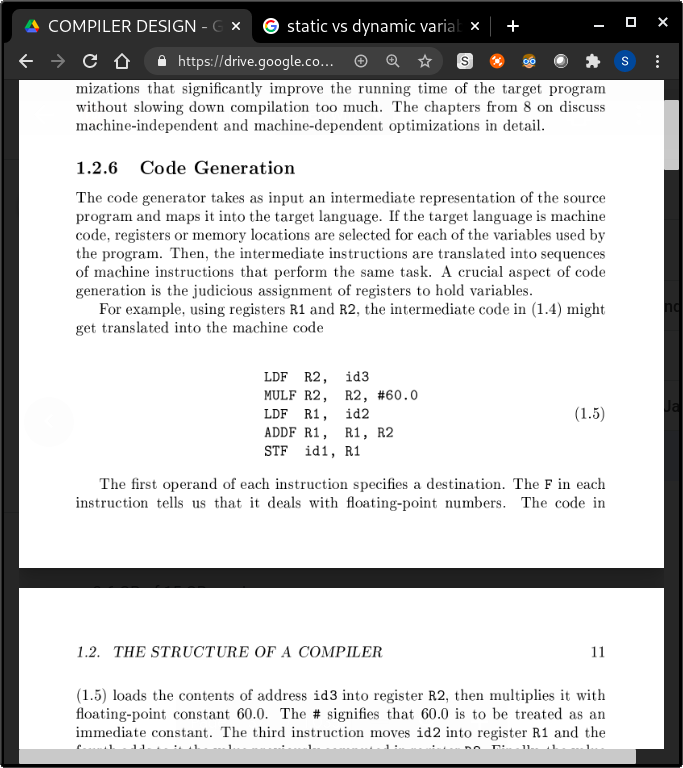 COMPILER DESIGN - G
static vs dynamic varia
https://drive.google.co...
S
S
mizations that significantly improve the running time of the target program
without slowing down compilation too much. The chapters from 8 on discuss
machine-independent and machine-dependent optimizations in detail.
1.2.6 Code Generation
The code generator takes as input an intermediate representation of the source
program and maps it into the target language. If the target language is machine
code, registers or memory locations are selected for each of the variables used by
the program. Then, the intermediate instructions are translated into sequences
of machine instructions that perform the same task. A crucial aspect of code
generation is the judicious assignment of registers to hold variables.
For example, using registers R1 and R2, the intermediate code in (1.4) might
get translated into the machine code
LDF R2, id3
MULF R2, R2, #60.0
LDF R1, id2 (1.5)
ADDF R1, R1, R2
STF id1, R1
The first operand of each instruction specifies a destination. The F in each
instruction tells us that it deals with floating-point numbers. The code in
1.2. THE STRUCTURE OF A COMPILER 11
(1.5) loads the contents of address id3 into register R2, then multiplies it with
floating-point constant 60.0. The # signifies that 60.0 is to be treated as an
immediate constant. The third instruction moves id2 into register R1 and the